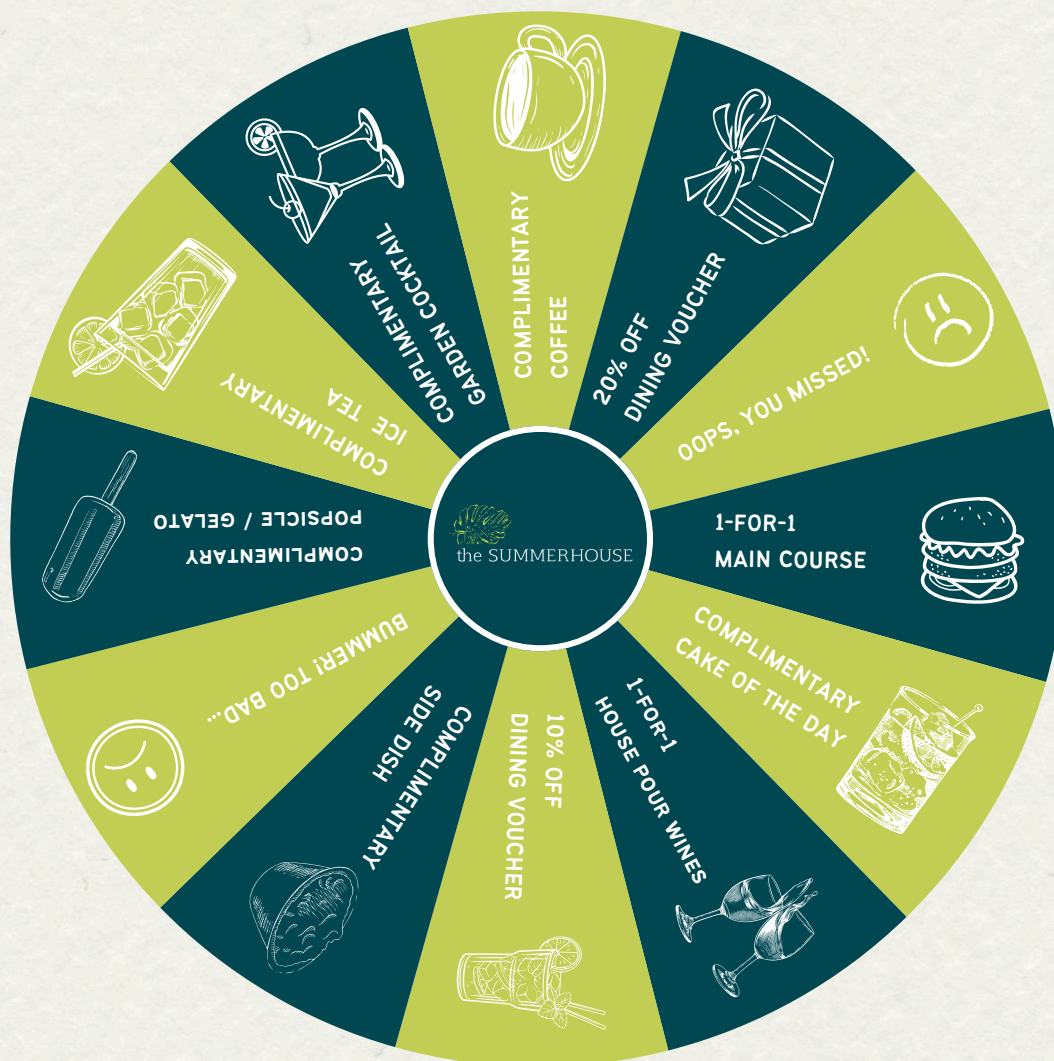 COMPLIMENTARY
COFFEE
20% OFF
DINING VOUCHER
OOPS, YOU MISSED!
1-FOR-1
MAIN COURSE
COMPLIMENTARY
CAKE OF THE DAY
1-FOR-1
HOUSE POUR WINES
10% OFF
DINING VOUCHER
COMPLIMENTARY
SIDE DISH
BUMMER! TOO BAD...
COMPLIMENTARY
POPSICLE / GELATO
COMPLIMENTARY
ICE TEA
COMPLIMENTARY
GARDEN COCKTAIL
the SUMMERHOUSE